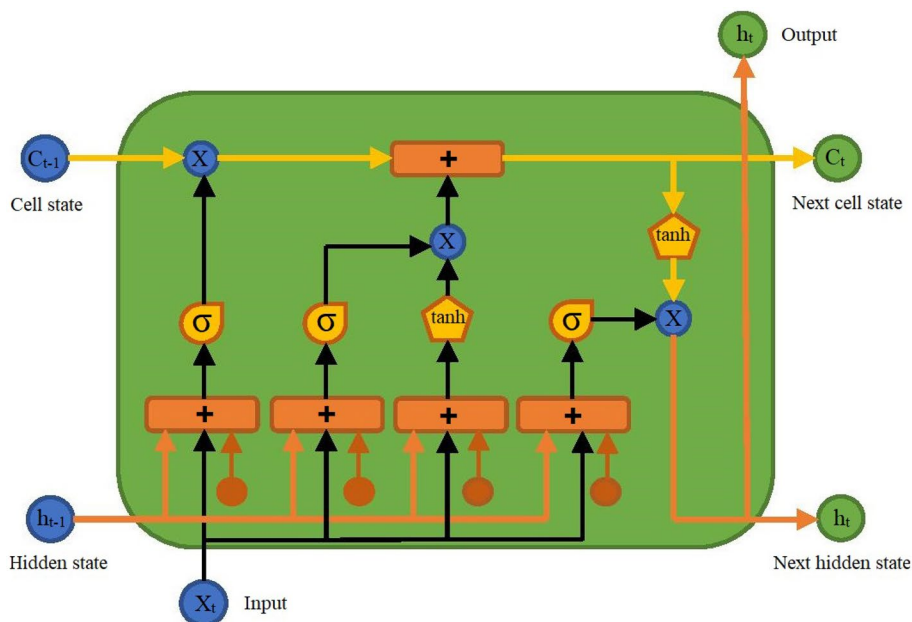 hₜ Output
Cₜ₋₁ X + Cₜ
Cell state Next cell state
tanh
X
σ σ tanh σ X
+ + + +
hₜ₋₁ hₜ
Hidden state Next hidden state
Xₜ Input